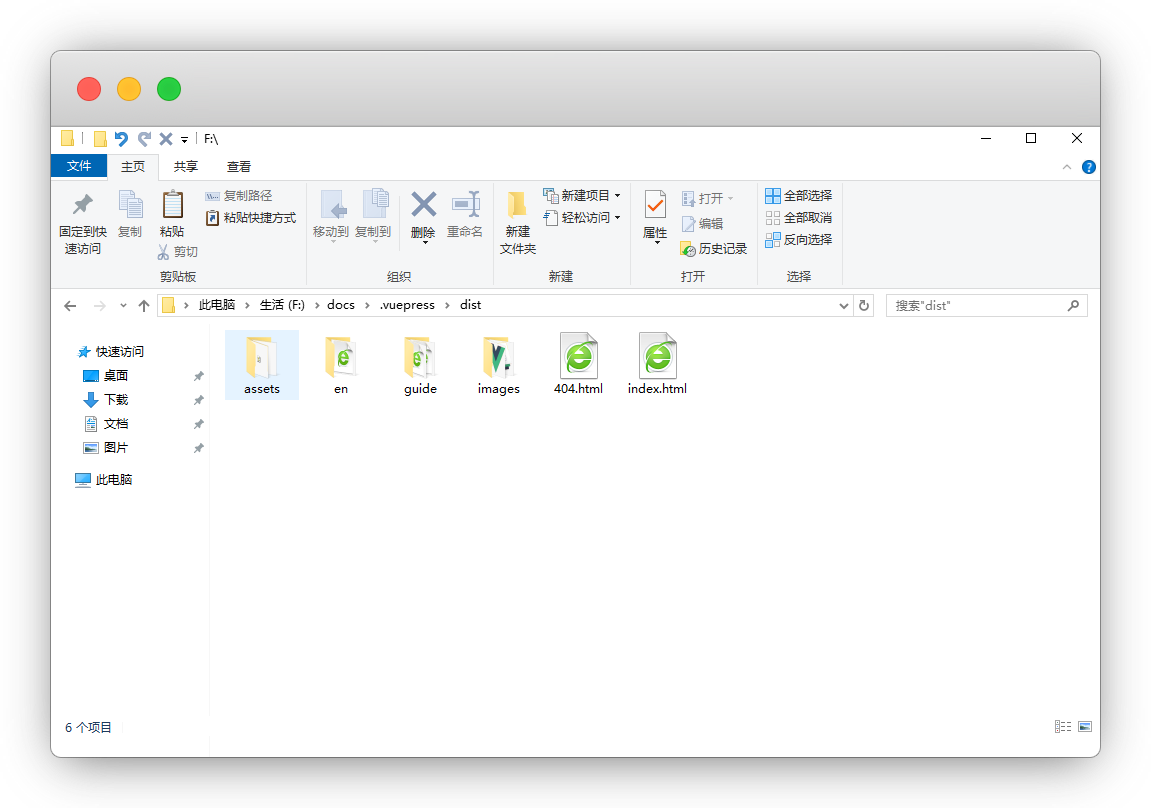 F:\
文件 主页 共享 查看
固定到快速访问
复制
粘贴
复制路径
粘贴快捷方式
剪切
剪贴板
移动到
复制到
删除
重命名
组织
新建
文件夹
新建项目
轻松访问
新建
属性
打开
编辑
历史记录
打开
全部选择
全部取消
反向选择
选择
此电脑 › 生活 (F:) › docs › .vuepress › dist
搜索"dist"
快速访问
桌面
下载
文档
图片
此电脑
assets en guide images 404.html index.html
6 个项目